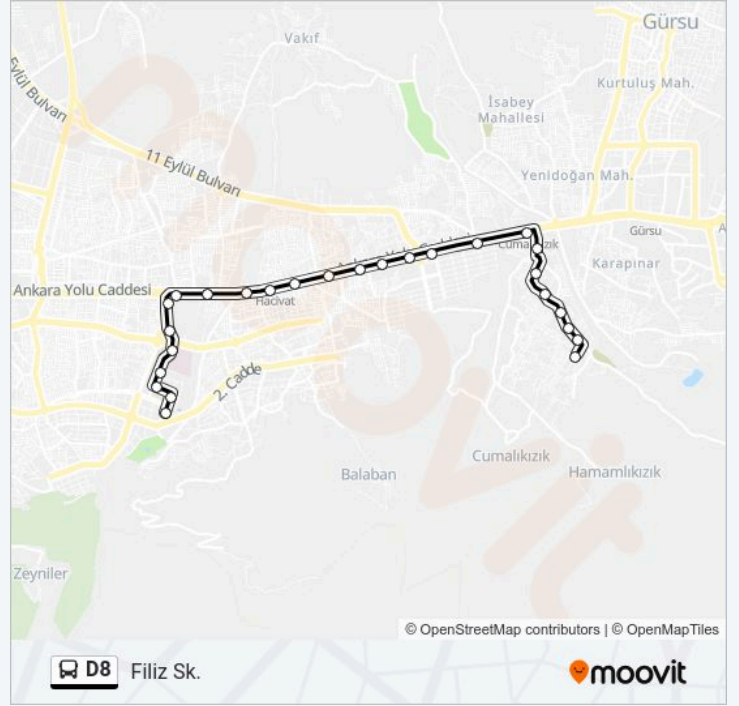 Gürsu
Vakıf
Kurtuluş Mah.
Eylül Bulvarı
İsabey
Mahallesi
11 Eylül Bulvarı
Yenidoğan Mah.
Gürsu
Karapınar
Ankara Yolu Caddesi
Hacivat
2. Cadde
Cumalıkızık
Balaban
Hamamlıkızık
Zeyniler
© OpenStreetMap contributors | © OpenMapTiles
D8 Filiz Sk.
moovit